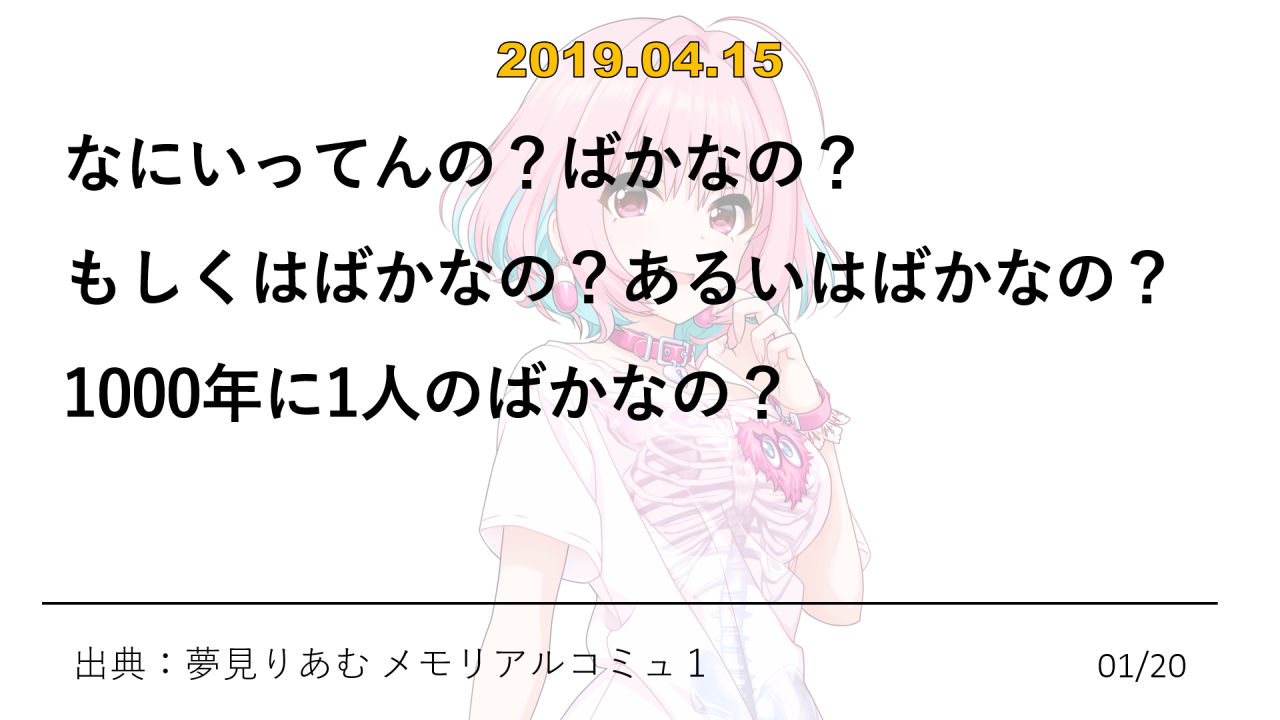 2019.04.15
なにいってんの？ばかなの？
もしくはばかなの？あるいはばかなの？
1000年に1人のばかなの？
出典：夢見りあむ メモリアルコミュ１
01/20